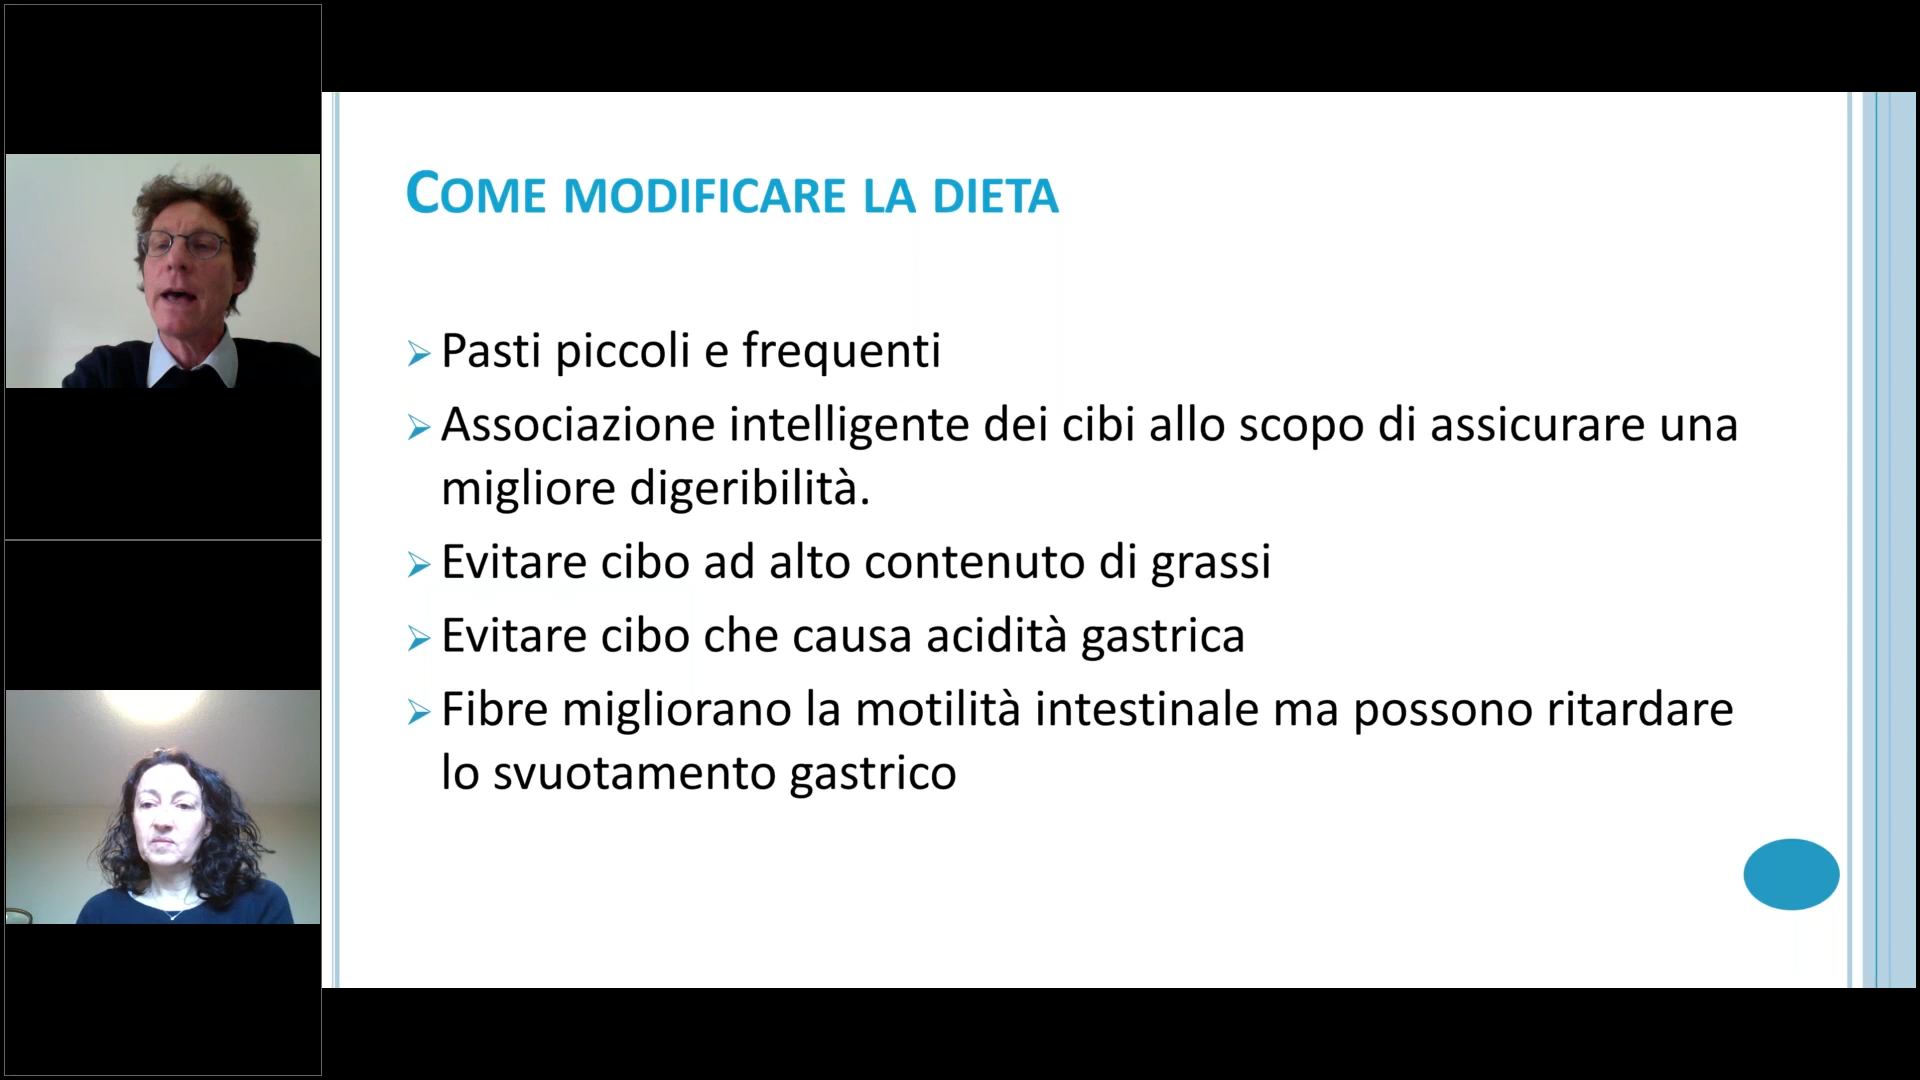 COME MODIFICARE LA DIETA
Pasti piccoli e frequenti
Associazione intelligente dei cibi allo scopo di assicurare una
migliore digeribilità.
Evitare cibo ad alto contenuto di grassi
Evitare cibo che causa acidità gastrica
Fibre migliorano la motilità intestinale ma possono ritardare
lo svuotamento gastrico